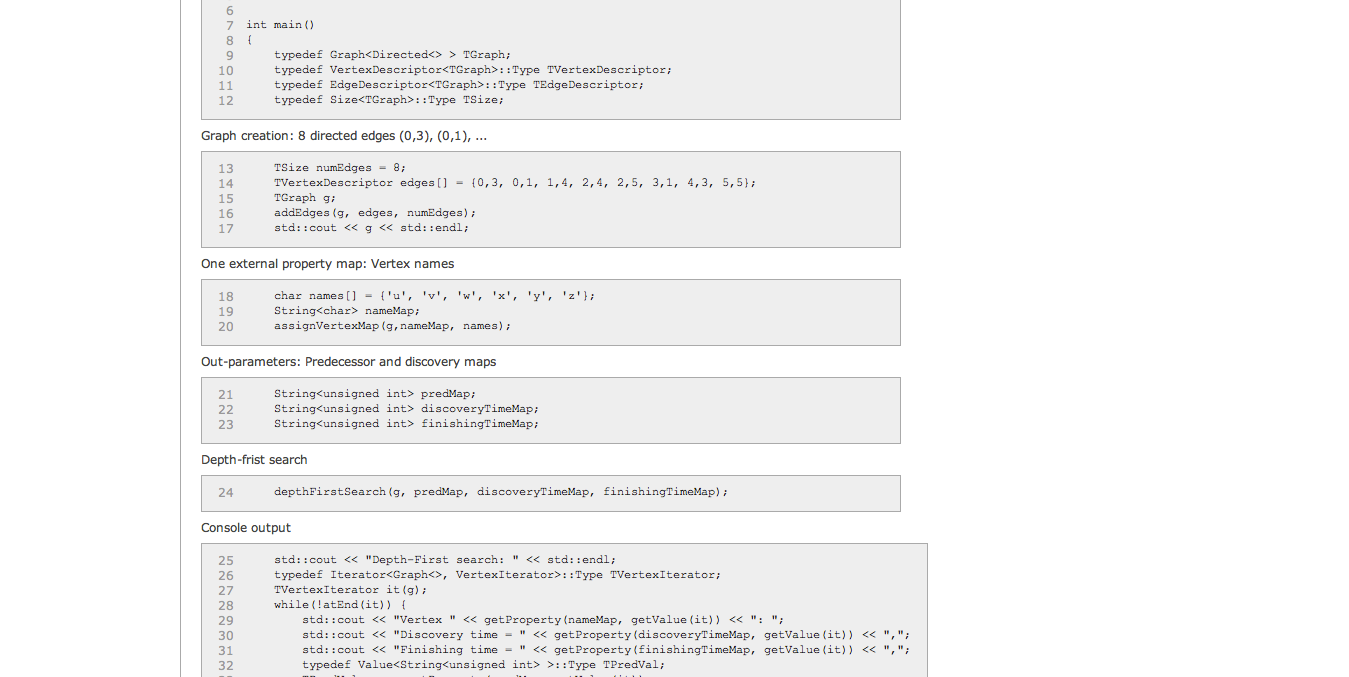 6
7 int main()
8 {
9 typedef Graph<Directed<> > TGraph;
10 typedef VertexDescriptor<TGraph>::Type TVertexDescriptor;
11 typedef EdgeDescriptor<TGraph>::Type TEdgeDescriptor;
12 typedef Size<TGraph>::Type TSize;
Graph creation: 8 directed edges (0,3), (0,1), ...
13 TSize numEdges = 8;
14 TVertexDescriptor edges[] = {0,3, 0,1, 1,4, 2,4, 2,5, 3,1, 4,3, 5,5};
15 TGraph g;
16 addEdges(g, edges, numEdges);
17 std::cout << g << std::endl;
One external property map: Vertex names
18 char names[] = {'u', 'v', 'w', 'x', 'y', 'z'};
19 String<char> nameMap;
20 assignVertexMap(g,nameMap, names);
Out-parameters: Predecessor and discovery maps
21 String<unsigned int> predMap;
22 String<unsigned int> discoveryTimeMap;
23 String<unsigned int> finishingTimeMap;
Depth-frist search
24 depthFirstSearch(g, predMap, discoveryTimeMap, finishingTimeMap);
Console output
25 std::cout << "Depth-First search: " << std::endl;
26 typedef Iterator<Graph<>, VertexIterator>::Type TVertexIterator;
27 TVertexIterator it(g);
28 while(!atEnd(it)) {
29 std::cout << "Vertex " << getProperty(nameMap, getValue(it)) << ": ";
30 std::cout << "Discovery time = " << getProperty(discoveryTimeMap, getValue(it)) << ",";
31 std::cout << "Finishing time = " << getProperty(finishingTimeMap, getValue(it)) << ",";
32 typedef Value<String<unsigned int> >::Type TPredVal;